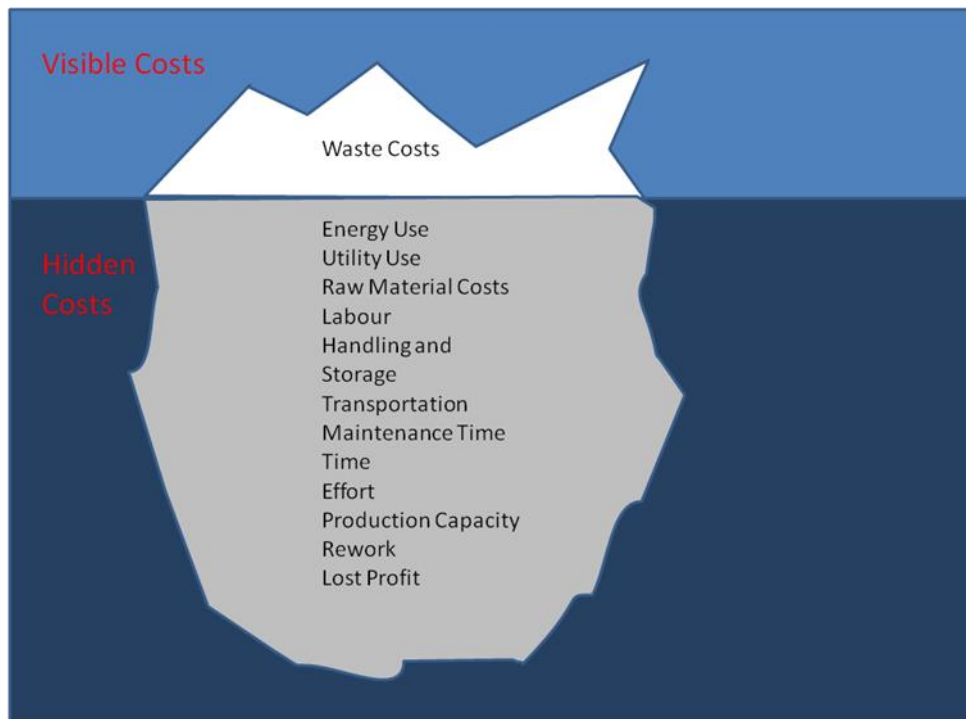 Visible Costs
Waste Costs
Hidden
Costs
Energy Use
Utility Use
Raw Material Costs
Labour
Handling and
Storage
Transportation
Maintenance Time
Time
Effort
Production Capacity
Rework
Lost Profit